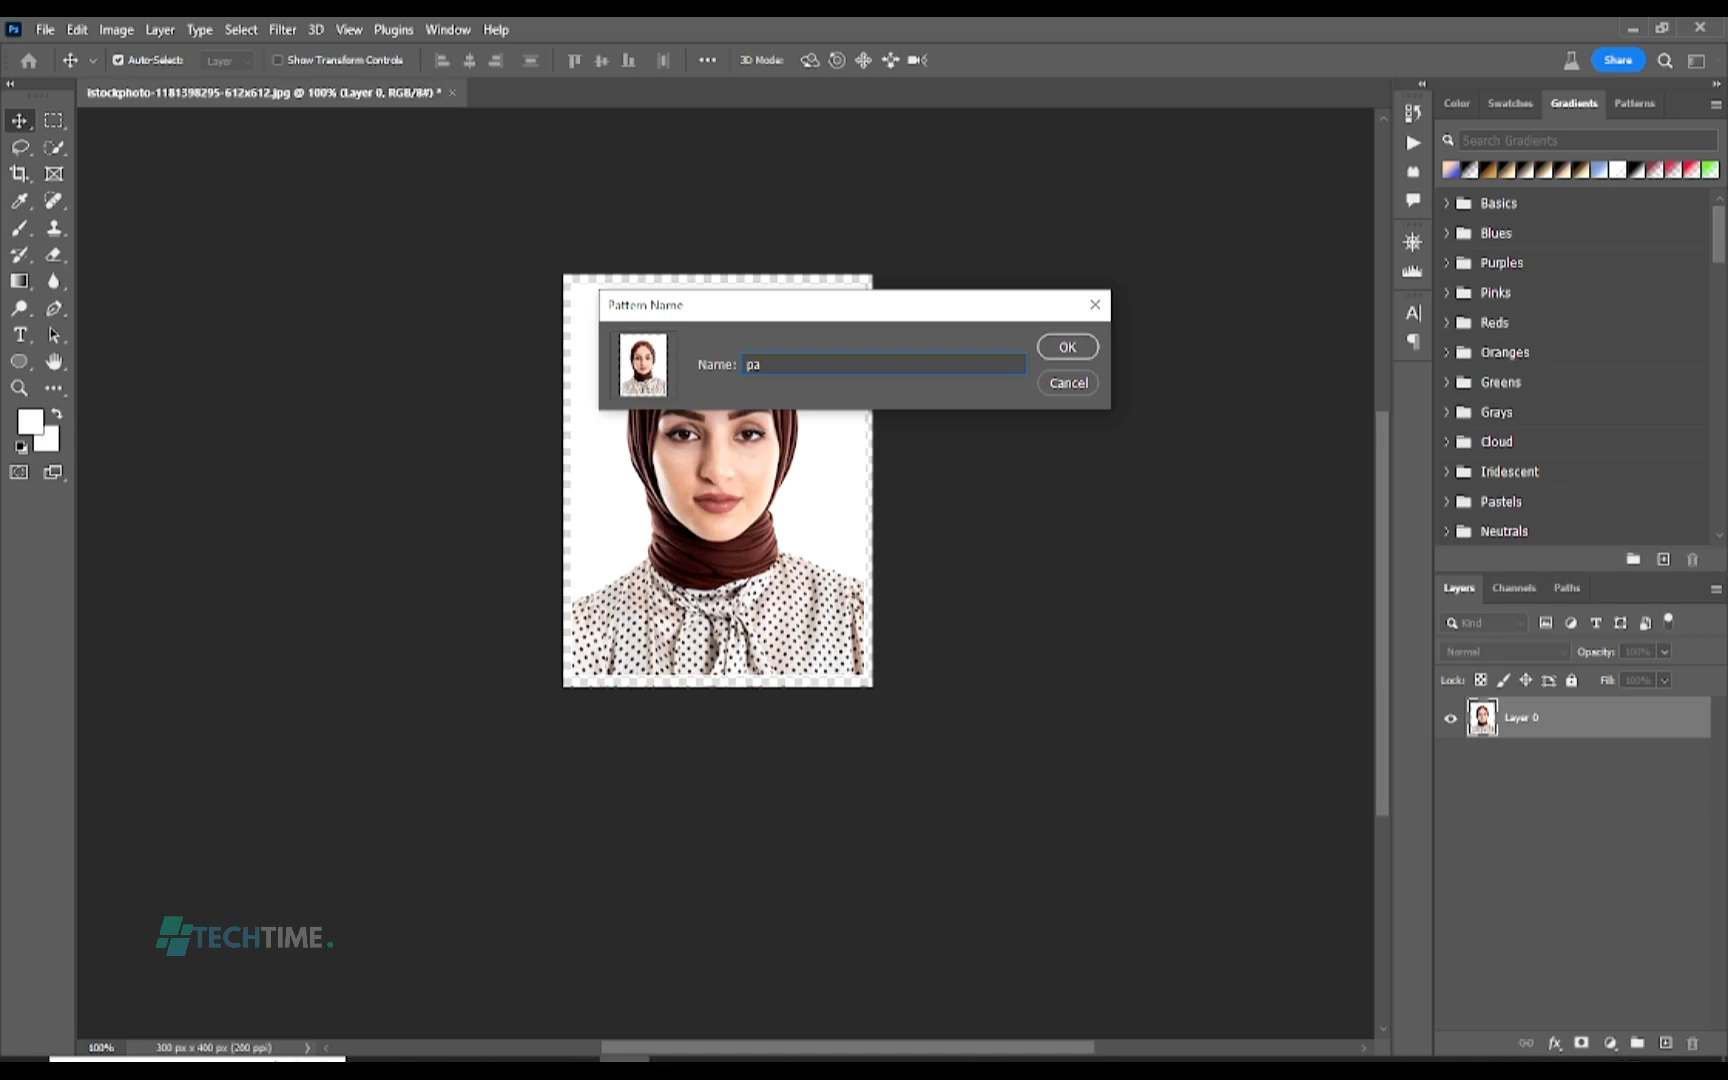 Ps File Edit Image Layer Type Select Filter 3D View Plugins Window Help
Auto-Select: Layer Show Transform Controls 3D Mode: Share
istockphoto-1181398295-612x612.jpg @ 100% (Layer 0, RGB/8#) *
Color Swatches Gradients Patterns
Search Gradients
Basics
Blues
Purples
Pinks
Reds
Oranges
Greens
Grays
Cloud
Iridescent
Pastels
Neutrals
Pattern Name
Name: pa
OK
Cancel
Layers Channels Paths
Kind
Normal Opacity: 100%
Lock: Fill: 100%
Layer 0
TECHTIME.
100% 300 px x 400 px (200 ppi)